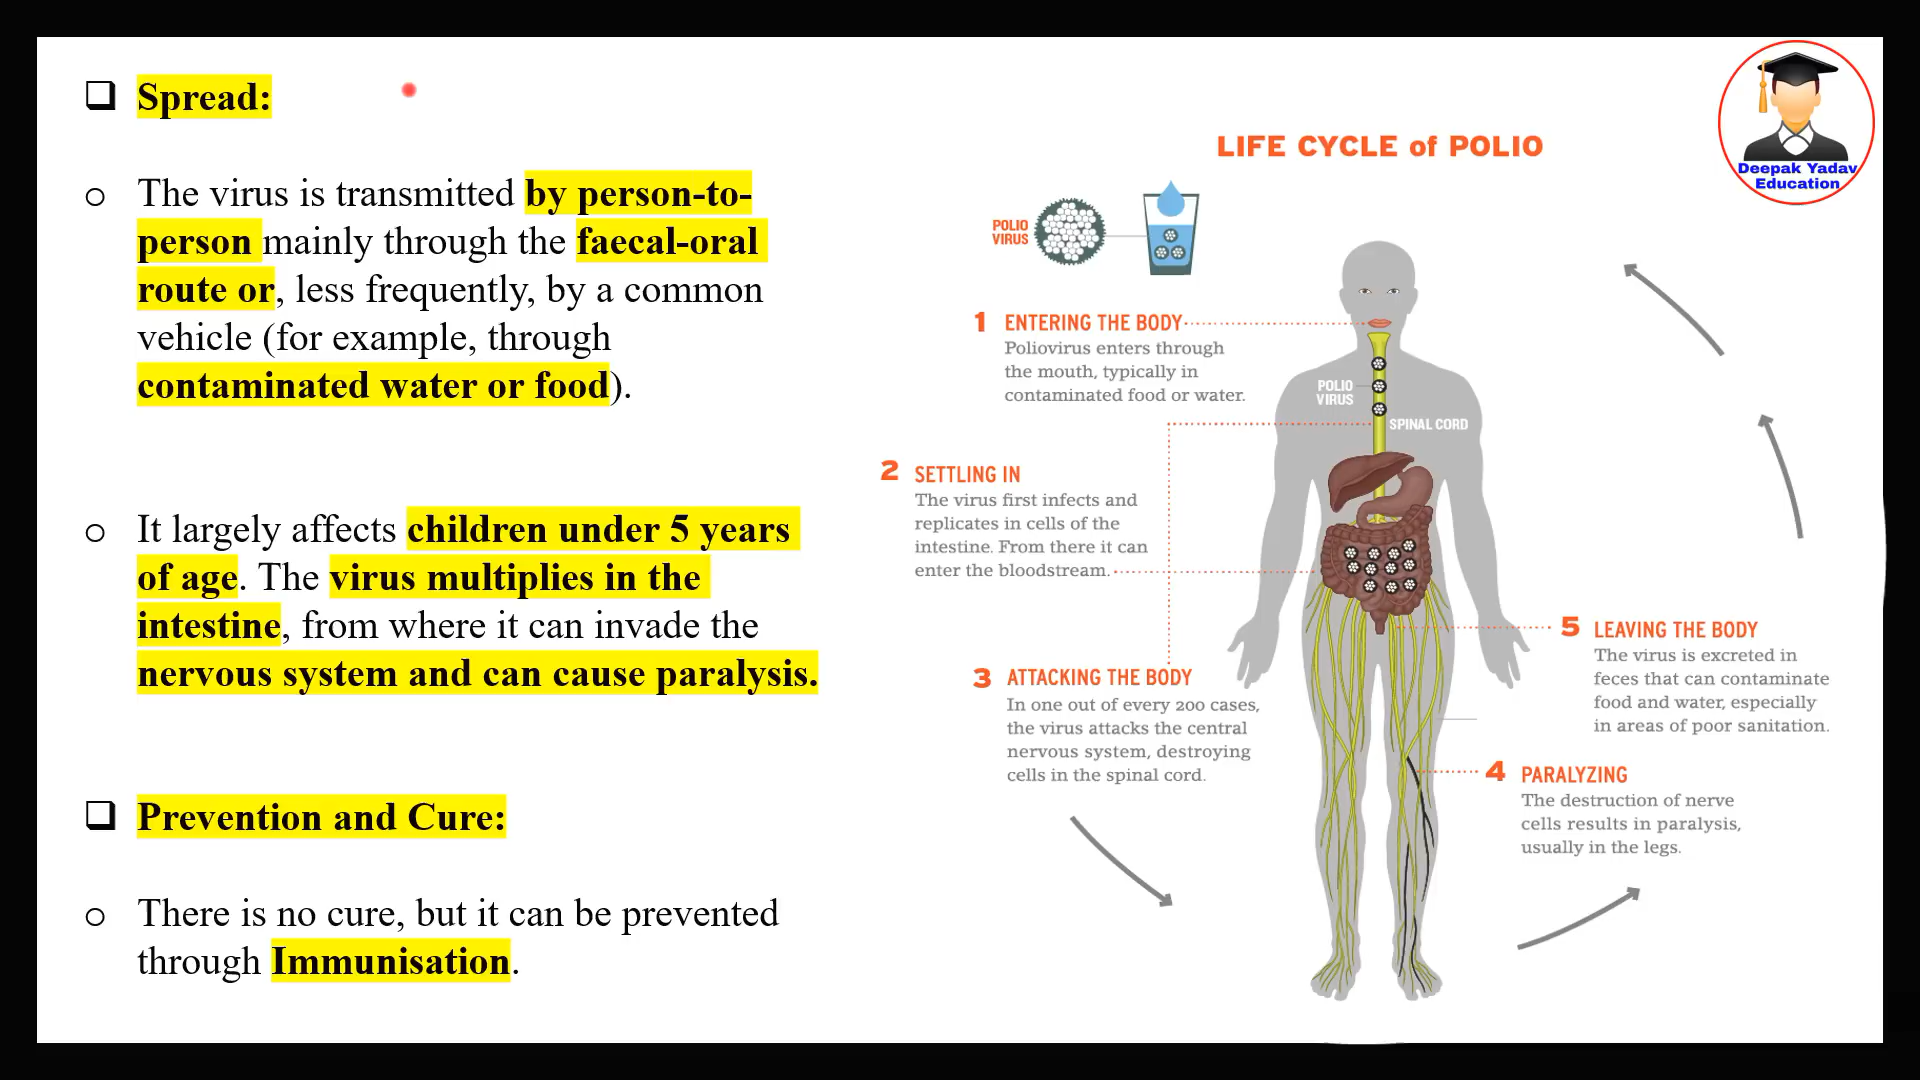 Spread:
The virus is transmitted by person-to-
person mainly through the faecal-oral
route or, less frequently, by a common
vehicle (for example, through
contaminated water or food).
It largely affects children under 5 years
of age. The virus multiplies in the
intestine, from where it can invade the
nervous system and can cause paralysis.
Prevention and Cure:
There is no cure, but it can be prevented
through Immunisation.
LIFE CYCLE of POLIO
POLIO
VIRUS
1 ENTERING THE BODY
Poliovirus enters through
the mouth, typically in
contaminated food or water.
POLIO
VIRUS
SPINAL CORD
2 SETTLING IN
The virus first infects and
replicates in cells of the
intestine. From there it can
enter the bloodstream.
3 ATTACKING THE BODY
In one out of every 200 cases,
the virus attacks the central
nervous system, destroying
cells in the spinal cord.
5 LEAVING THE BODY
The virus is excreted in
feces that can contaminate
food and water, especially
in areas of poor sanitation.
4 PARALYZING
The destruction of nerve
cells results in paralysis,
usually in the legs.
Deepak Yadav
Education